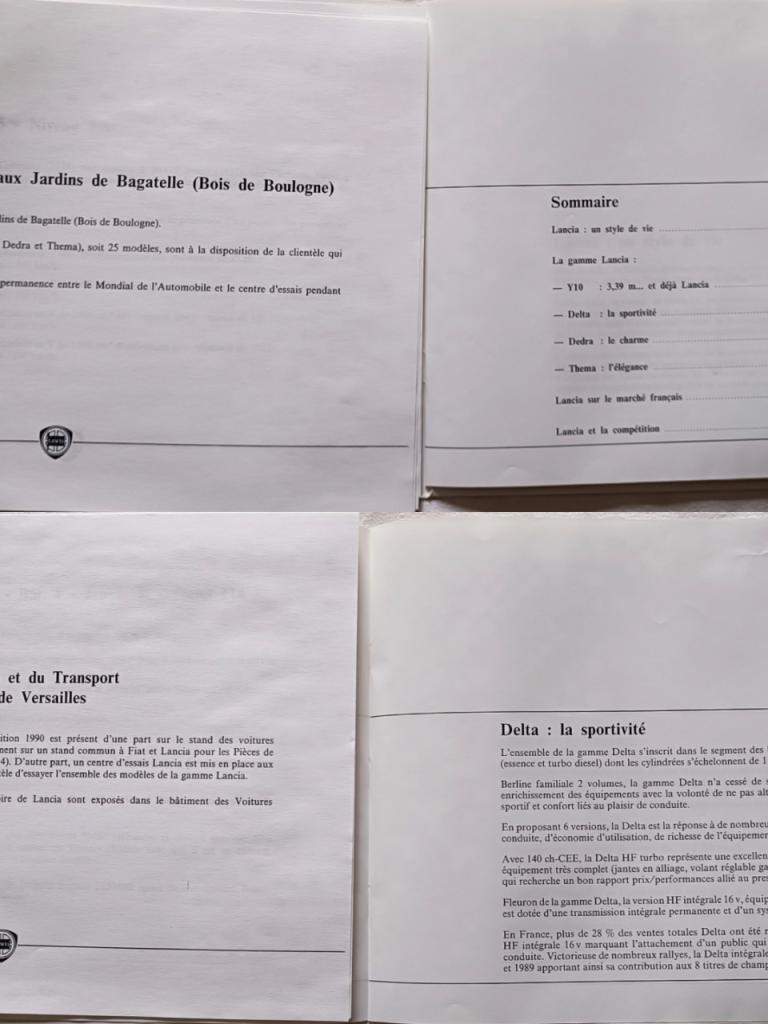 aux Jardins de Bagatelle (Bois de Boulogne)
dins de Bagatelle (Bois de Boulogne).
Dedra et Thema), soit 25 modèles, sont à la disposition de la clientèle qui
permanence entre le Mondial de l'Automobile et le centre d'essais pendant
Sommaire
Lancia : un style de vie
La gamme Lancia :
— Y10 : 3,39 m... et déjà Lancia
— Delta : la sportivité
— Dedra : le charme
— Thema : l'élégance
Lancia sur le marché français
Lancia et la compétition
et du Transport
de Versailles
ition 1990 est présent d'une part sur le stand des voitures
ment sur un stand commun à Fiat et Lancia pour les Pièces de
4). D'autre part, un centre d'essais Lancia est mis en place aux
tèle d'essayer l'ensemble des modèles de la gamme Lancia.
oire de Lancia sont exposés dans le bâtiment des Voitures
Delta : la sportivité
L'ensemble de la gamme Delta s'inscrit dans le segment des
(essence et turbo diesel) dont les cylindrées s'échelonnent de 1
Berline familiale 2 volumes, la gamme Delta n'a cessé de s
enrichissement des équipements avec la volonté de ne pas alt
sportif et confort liés au plaisir de conduite.
En proposant 6 versions, la Delta est la réponse à de nombreu
conduite, d'économie d'utilisation, de richesse de l'équipemen
Avec 140 ch-CEE, la Delta HF turbo représente une excellen
équipement très complet (jantes en alliage, volant réglable ga
qui recherche un bon rapport prix/performances allié au pres
Fleuron de la gamme Delta, la version HF intégrale 16 v, équip
est dotée d'une transmission intégrale permanente et d'un sys
En France, plus de 28 % des ventes totales Delta ont été r
HF intégrale 16 v marquant l'attachement d'un public qui
conduite. Victorieuse de nombreux rallyes, la Delta intégrale
et 1989 apportant ainsi sa contribution aux 8 titres de champ